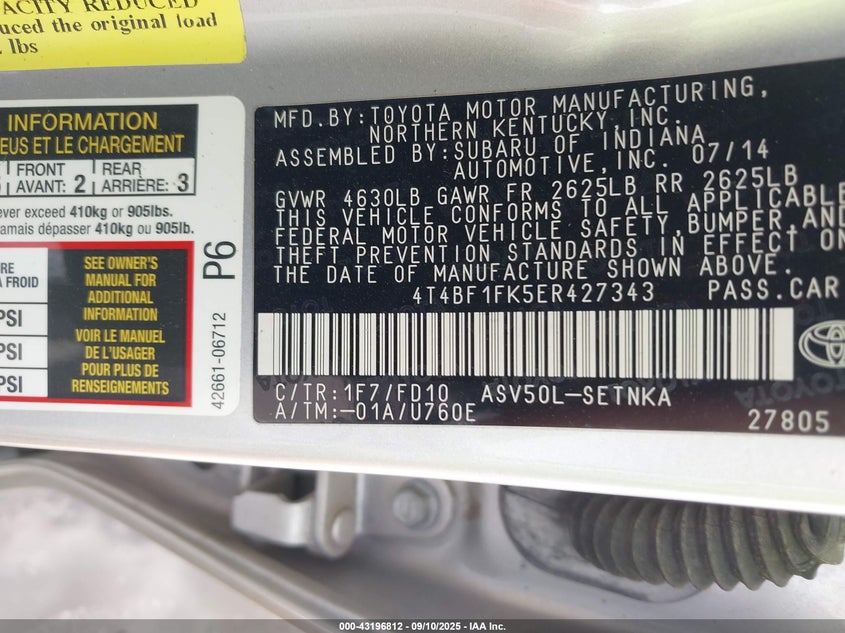 ACITY REDUCED
uced the original load
lbs
INFORMATION
EUS ET LE CHARGEMENT
FRONT
AVANT: 2
REAR
ARRIÈRE: 3
ever exceed 410kg or 905lbs.
amais dépasser 410kg ou 905lb.
RE
A FROID
PSI
PSI
PSI
SEE OWNER'S
MANUAL FOR
ADDITIONAL
INFORMATION
VOIR LE MANUEL
DE L'USAGER
POUR PLUS DE
RENSEIGNEMENTS
P6
42661-06712
MFD.BY:TOYOTA MOTOR MANUFACTURING,
NORTHERN KENTUCKY,INC.
ASSEMBLED BY:SUBARU OF INDIANA
AUTOMOTIVE,INC. 07/14
GVWR 4630LB GAWR FR 2625LB RR 2625LB
THIS VEHICLE CONFORMS TO ALL APPLICABLE
FEDERAL MOTOR VEHICLE SAFETY,BUMPER,AND
THEFT PREVENTION STANDARDS IN EFFECT ON
THE DATE OF MANUFACTURE SHOWN ABOVE.
4T4BF1FK5ER427343 PASS.CAR
C/TR:1F7/FD10 ASV50L-SETNKA
A/TM:-01A/U760E
27805
000-43196812 - 09/10/2025 - IAA Inc.